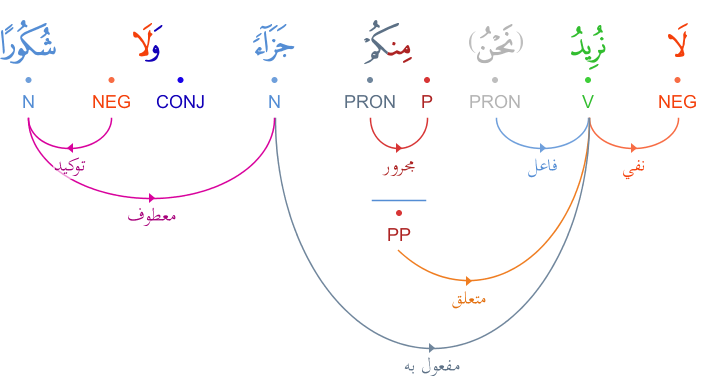 لَا نُرِيدُ (نَحْنُ) مِنكُمْ جَزَآءً وَلَا شُكُورًا
N NEG CONJ N PRON P PRON V NEG
توكيد مجرور فاعل نفي
معطوف
PP
متعلق
مفعول به